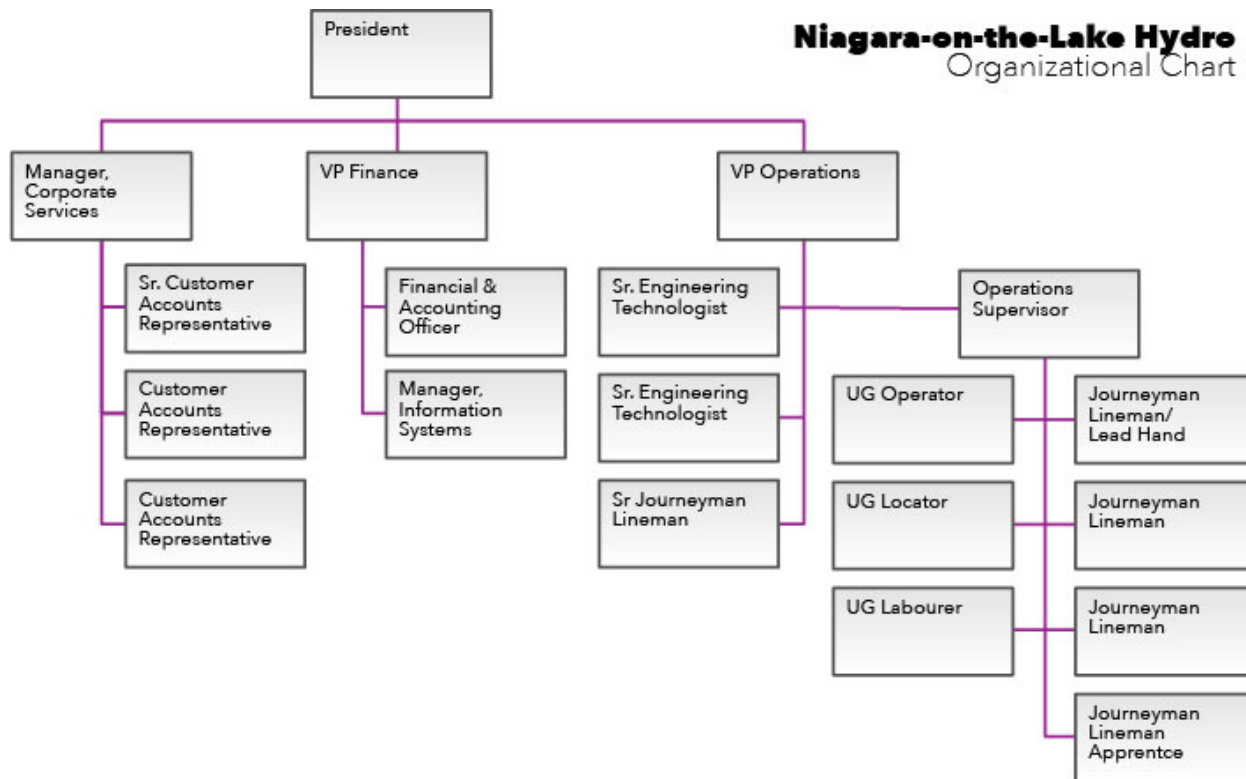 President
Niagara-on-the-Lake Hydro
Organizational Chart
Manager,
Corporate
Services
VP Finance
VP Operations
Sr. Customer
Accounts
Representative
Customer
Accounts
Representative
Customer
Accounts
Representative
Financial &
Accounting
Officer
Manager,
Information
Systems
Sr. Engineering
Technologist
Sr. Engineering
Technologist
Sr Journeyman
Lineman
Operations
Supervisor
UG Operator
UG Locator
UG Labourer
Journeyman
Lineman/
Lead Hand
Journeyman
Lineman
Journeyman
Lineman
Journeyman
Lineman
Apprentce